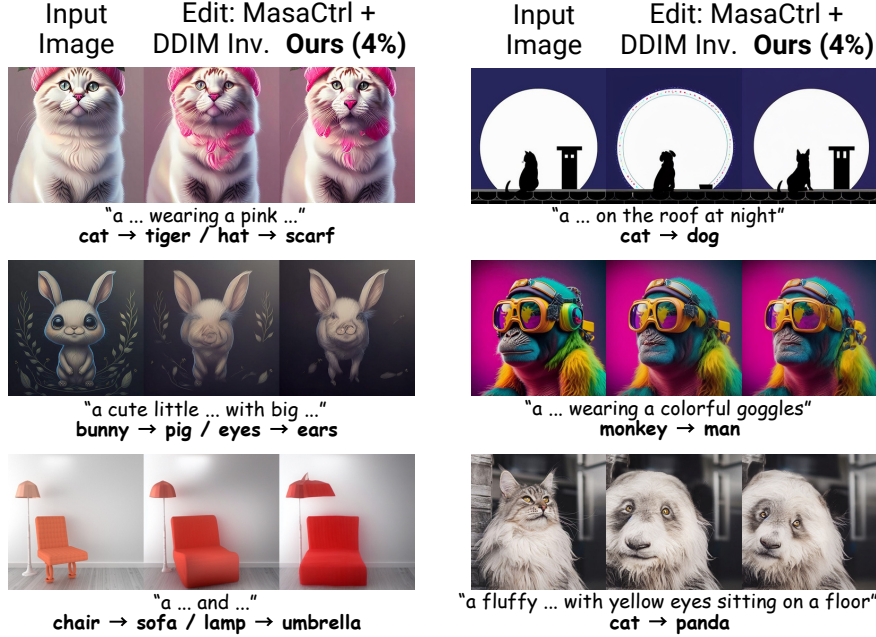 Input
Image
Edit: MasaCtrl +
DDIM Inv. Ours (4%)
"a ... wearing a pink ..."
cat → tiger / hat → scarf
"a cute little ... with big ..."
bunny → pig / eyes → ears
"a ... and ..."
chair → sofa / lamp → umbrella
Input
Image
Edit: MasaCtrl +
DDIM Inv. Ours (4%)
"a ... on the roof at night"
cat → dog
"a ... wearing a colorful goggles"
monkey → man
"a fluffy ... with yellow eyes sitting on a floor"
cat → panda